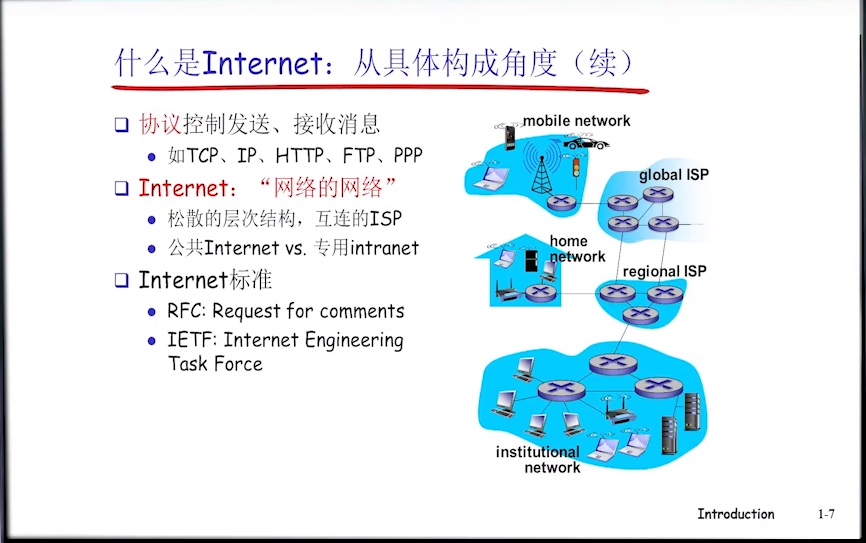 什么是Internet：从具体构成角度（续）
协议控制发送、接收消息
如TCP、IP、HTTP、FTP、PPP
Internet：“网络的网络”
松散的层次结构，互连的ISP
公共Internet vs. 专用intranet
Internet标准
RFC: Request for comments
IETF: Internet Engineering
Task Force
mobile network
global ISP
home
network
regional ISP
institutional
network
Introduction
1-7